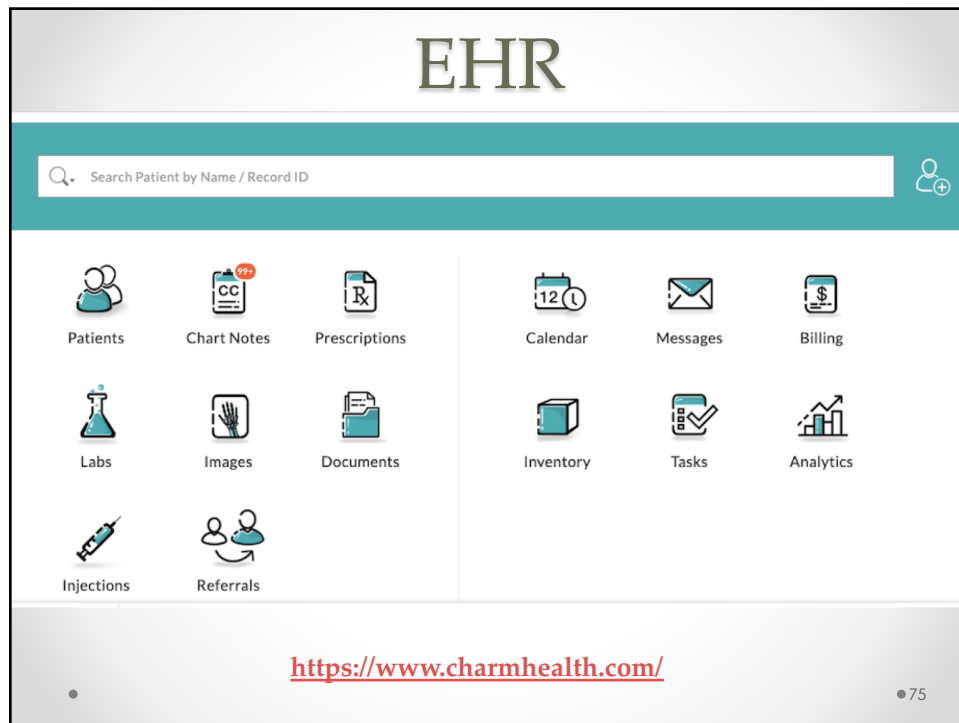 EHR
Search Patient by Name / Record ID
99+
CC
Rx
12
$
Patients Chart Notes Prescriptions Calendar Messages Billing
Labs Images Documents Inventory Tasks Analytics
Injections Referrals
https://www.charmhealth.com/
75